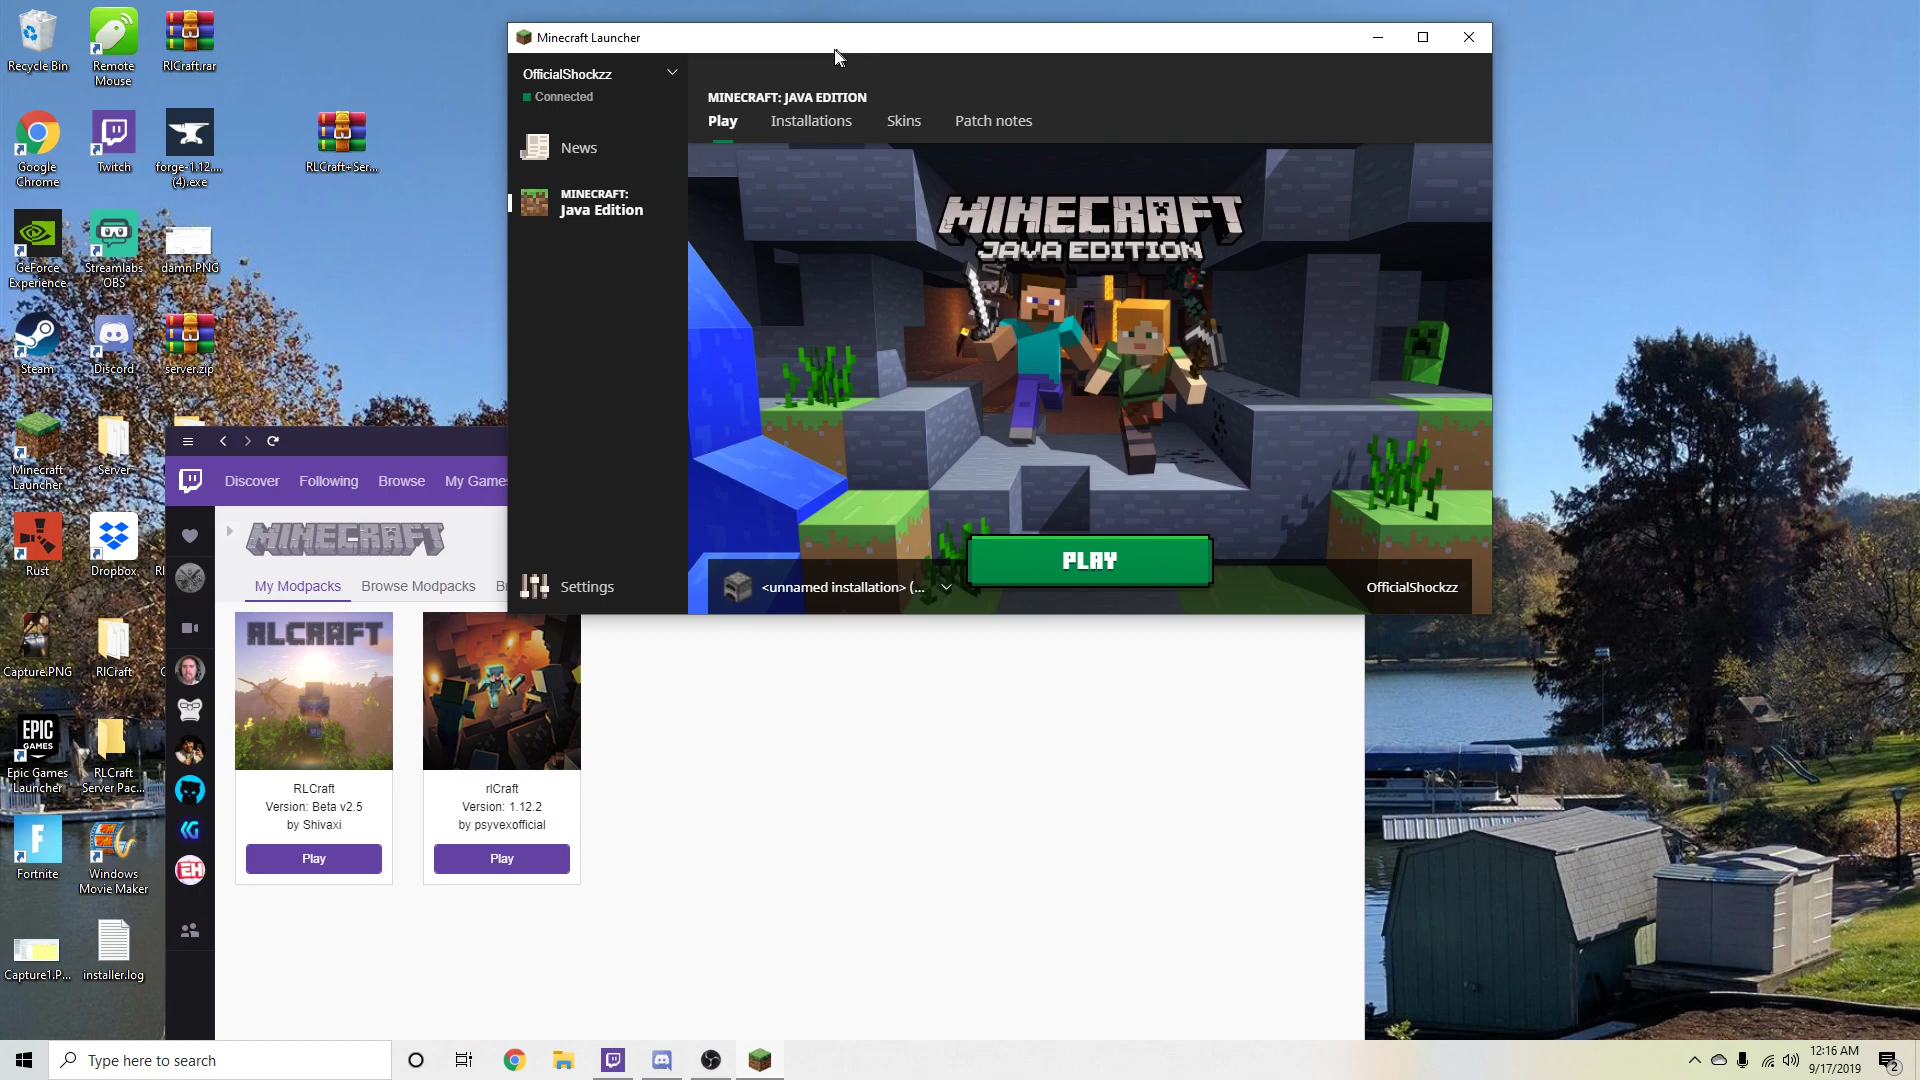 Recycle Bin
Remote
Mouse
RlCraft.rar
Google
Chrome
Twitch
forge-1.12....
(4).exe
RLCraft+Ser...
GeForce
Experience
Streamlabs
OBS
damn.PNG
Steam
Discord
server.zip
Minecraft
Launcher
Server
Rust
Dropbox
Capture.PNG
RlCraft
EPIC
GAMES
Epic Games
Launcher
RLCraft
Server Pac...
Fortnite
Windows
Movie Maker
Capture1.P...
installer.log
Minecraft Launcher
OfficialShockzz
Connected
News
MINECRAFT:
Java Edition
Settings
MINECRAFT: JAVA EDITION
Play
Installations
Skins
Patch notes
MINECRAFT
JAVA EDITION
PLAY
<unnamed installation> (...
OfficialShockzz
Discover
Following
Browse
My Game
MINECRAFT
My Modpacks
Browse Modpacks
RLCRAFT
RLCraft
Version: Beta v2.5
by Shivaxi
Play
rlCraft
Version: 1.12.2
by psyvexofficial
Play
EH
Type here to search
12:16 AM
9/17/2019
2